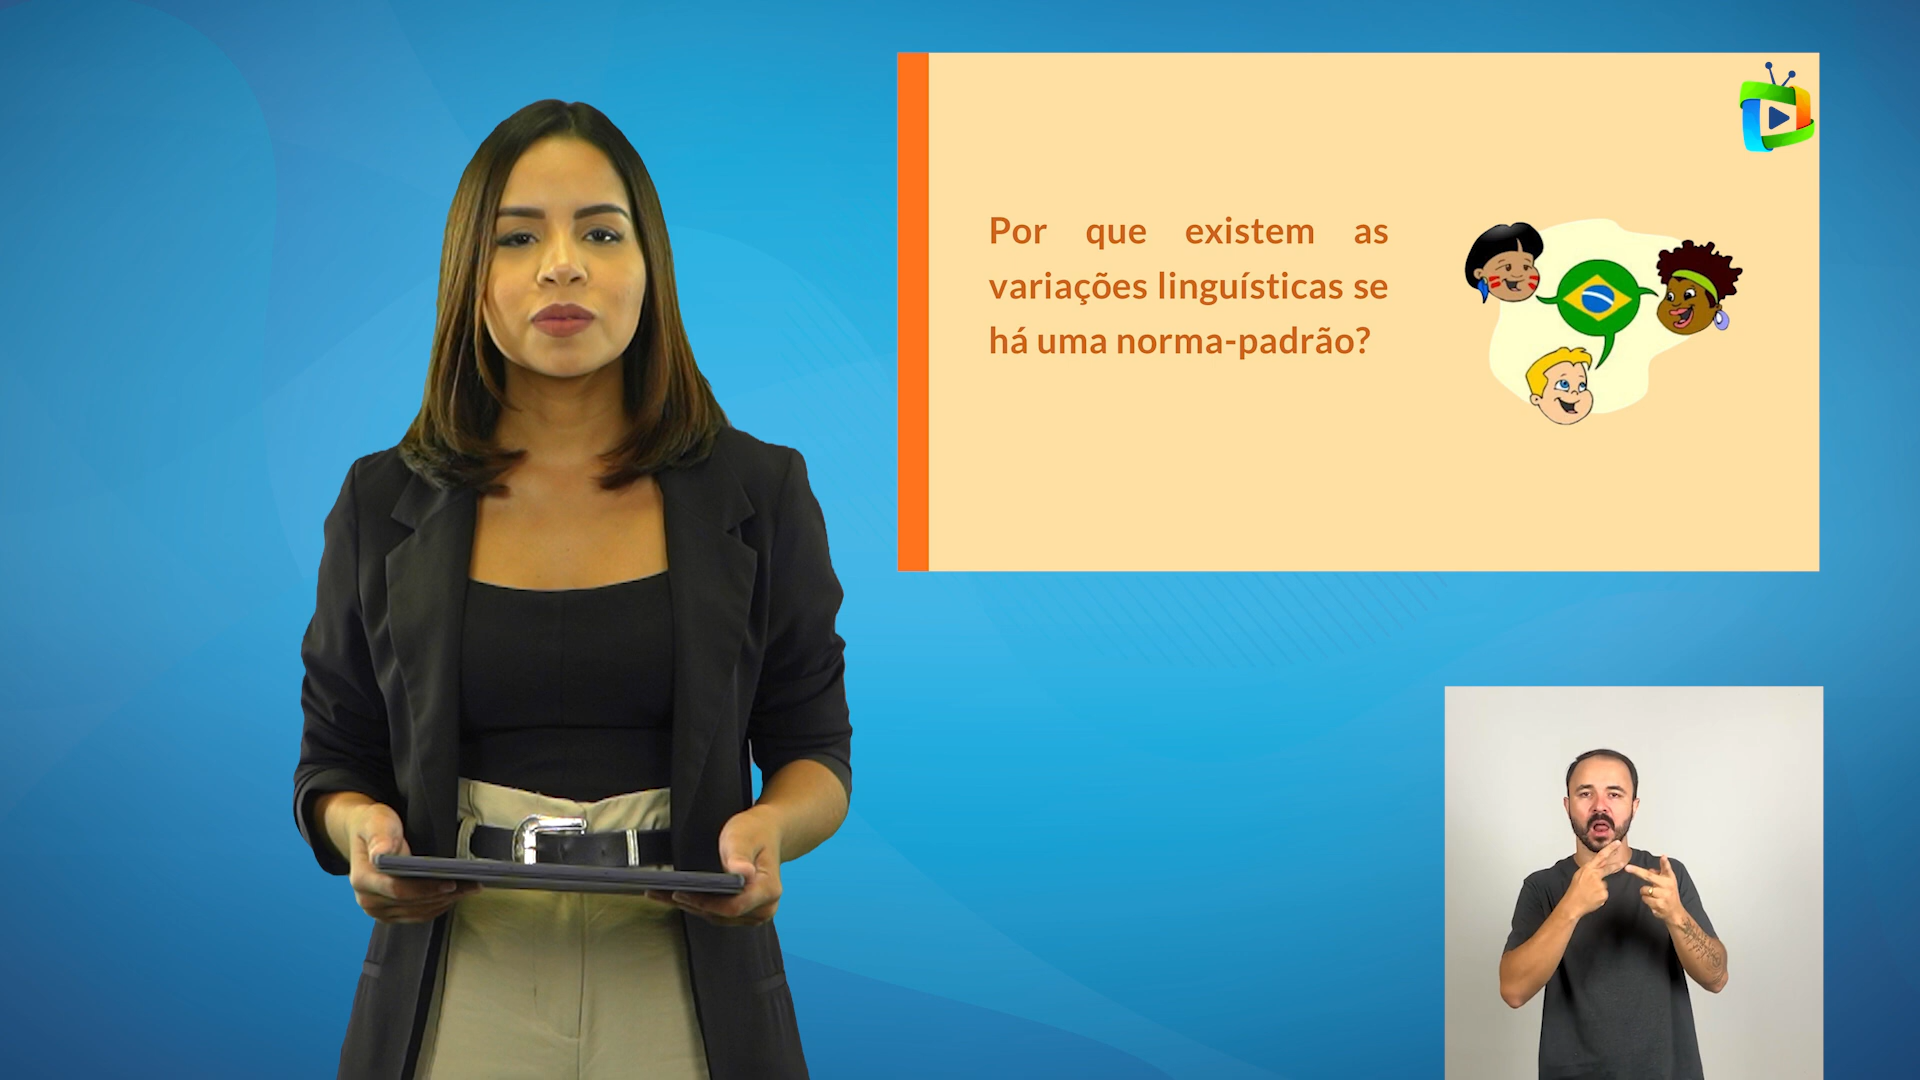 Por que existem as
variações linguísticas se
há uma norma-padrão?